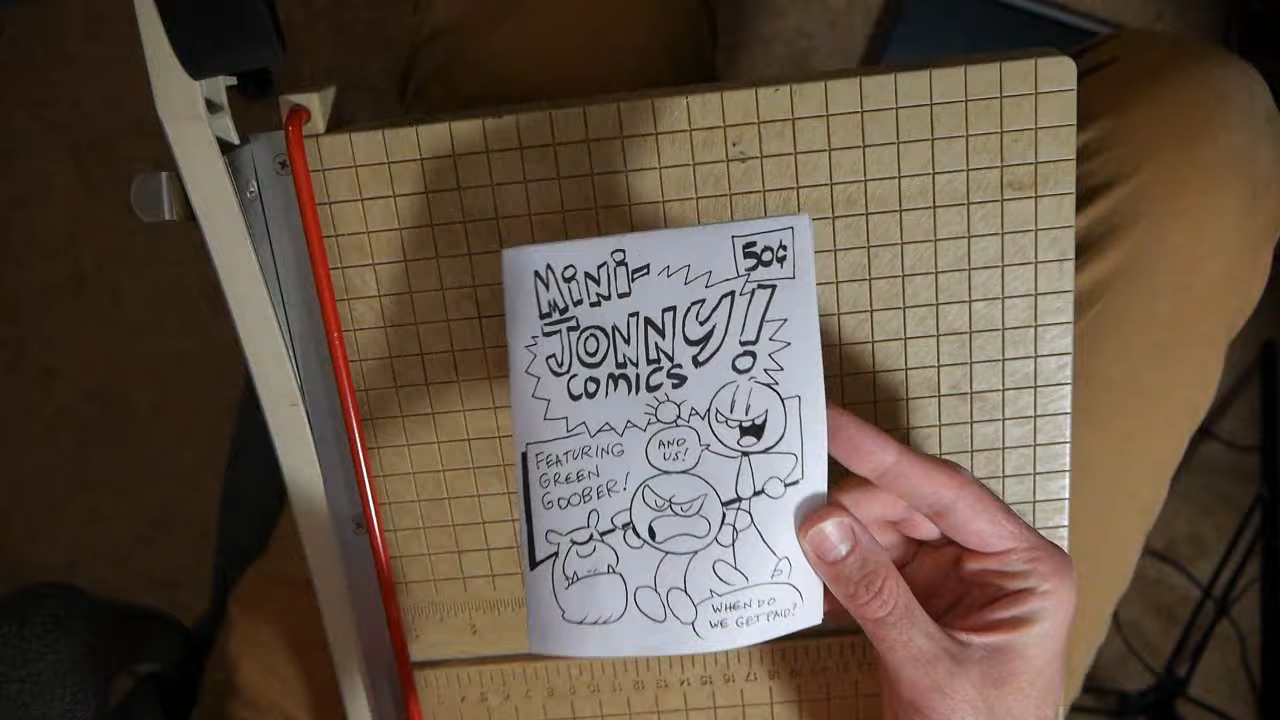 MiNi-
50¢
JONNY!
COMICS
AND
US!
FEATURING
GREEN
GOOBER!
WHEN DO
WE GET PAID?